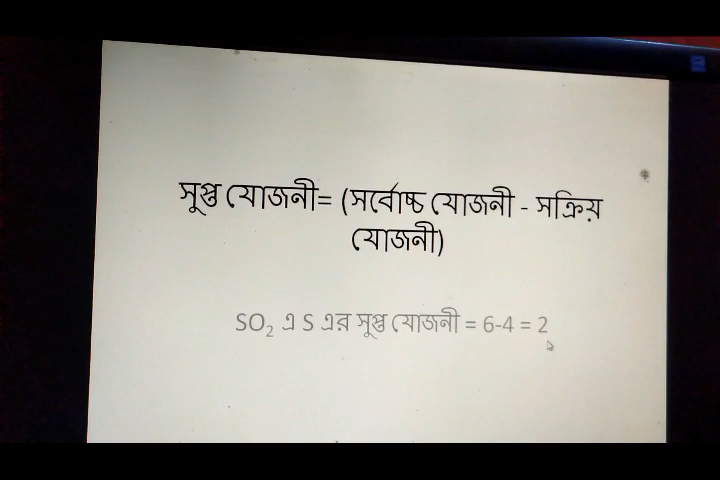 সুপ্ত যোজনী= (সর্বোচ্চ যোজনী - সক্রিয়
যোজনী)
SO₂ এ S এর সুপ্ত যোজনী = 6-4 = 2